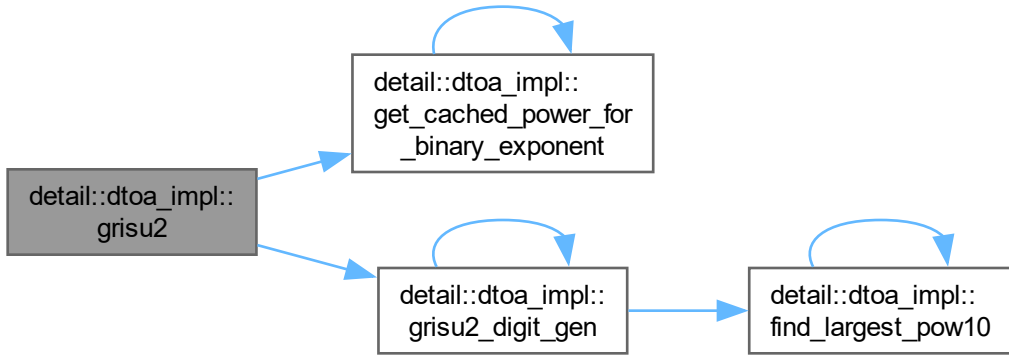 detail::dtoa_impl::
get_cached_power_for
_binary_exponent
detail::dtoa_impl::
grisu2
detail::dtoa_impl::
grisu2_digit_gen
detail::dtoa_impl::
find_largest_pow10